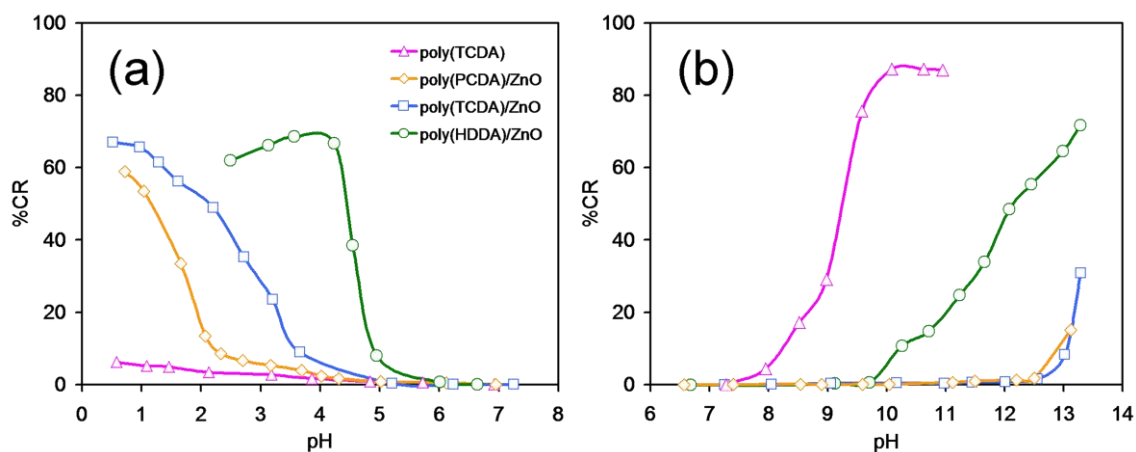 (a)
poly(TCDA)
poly(PCDA)/ZnO
poly(TCDA)/ZnO
poly(HDDA)/ZnO
%CR
100
80
60
40
20
0
0 1 2 3 4 5 6 7 8
pH
(b)
%CR
100
80
60
40
20
0
6 7 8 9 10 11 12 13 14
pH